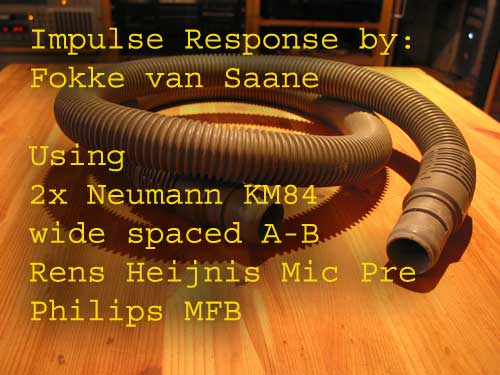 Impulse Response by:
Fokke van Saane
Using
2x Neumann KM84
wide spaced A-B
Rens Heijnis Mic Pre
Philips MFB